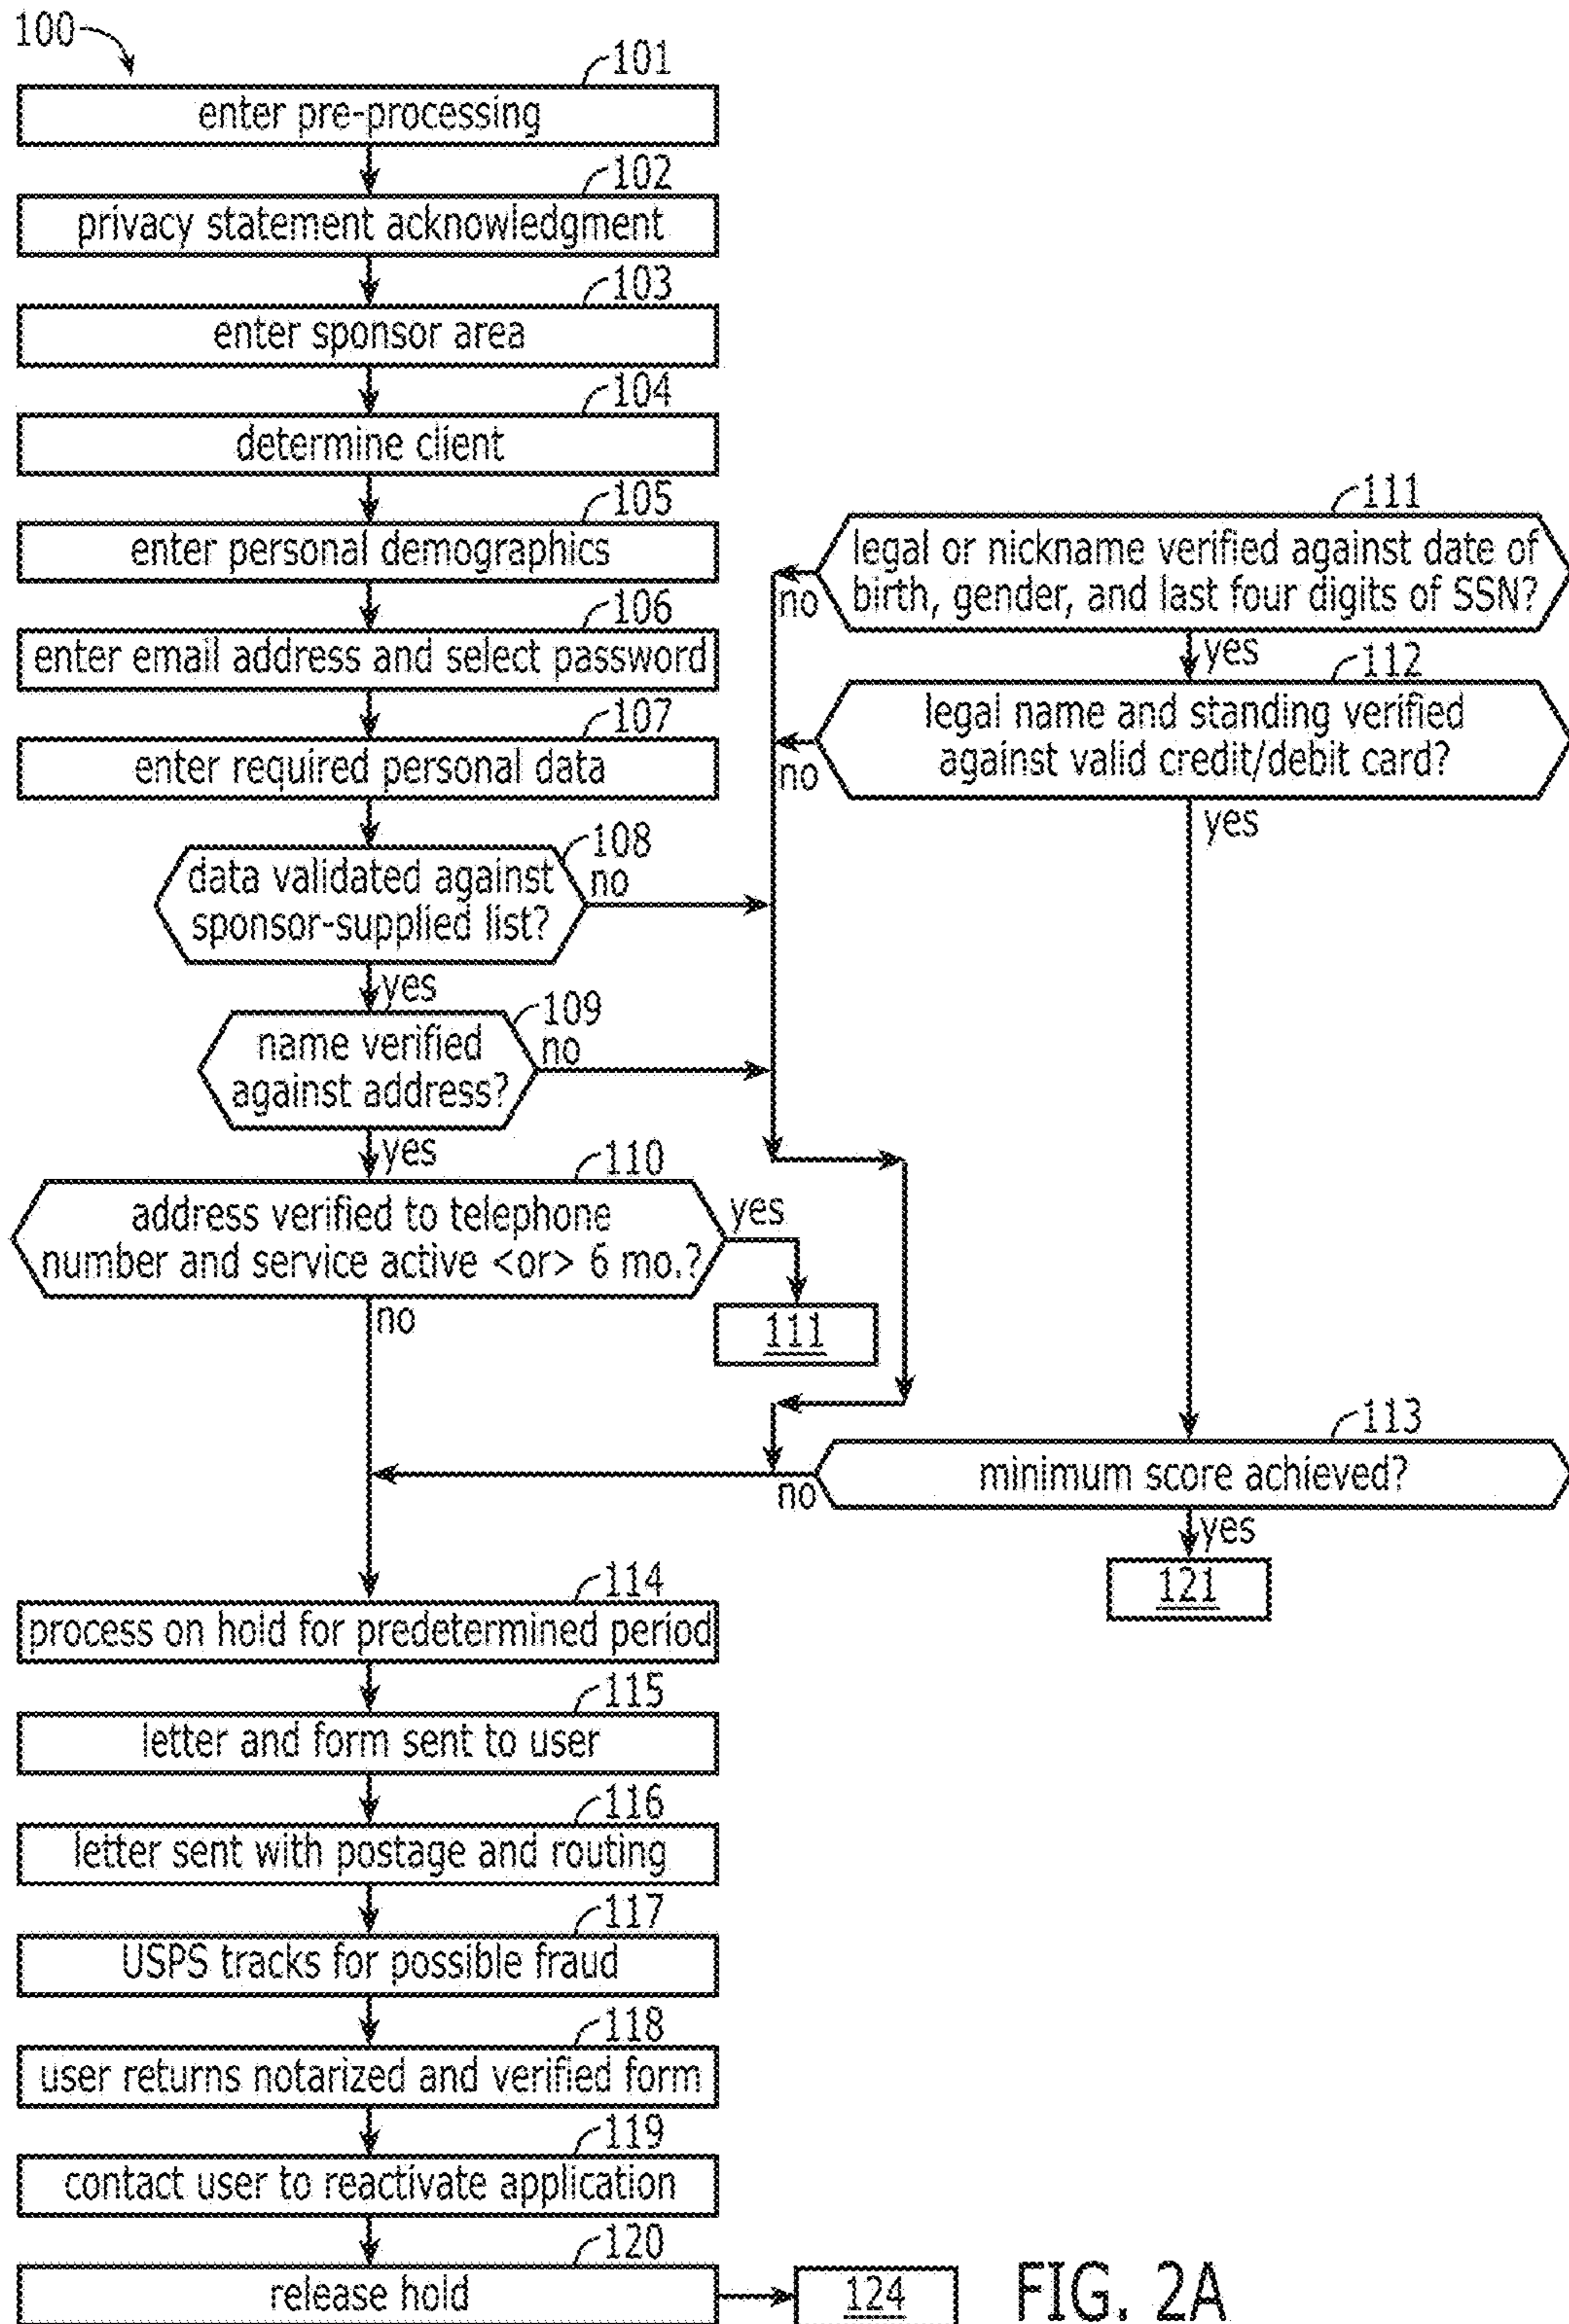 100
101
enter pre-processing
102
privacy statement acknowledgment
103
enter sponsor area
104
determine client
105
enter personal demographics
106
enter email address and select password
107
enter required personal data
108
data validated against
sponsor-supplied list?
no
yes
109
name verified
against address?
no
yes
110
address verified to telephone
number and service active <or> 6 mo.?
yes
111
no
111
legal or nickname verified against date of
birth, gender, and last four digits of SSN?
no
yes
112
legal name and standing verified
against valid credit/debit card?
no
yes
113
minimum score achieved?
no
yes
121
114
process on hold for predetermined period
115
letter and form sent to user
116
letter sent with postage and routing
117
USPS tracks for possible fraud
118
user returns notarized and verified form
119
contact user to reactivate application
120
release hold
124
FIG. 2A